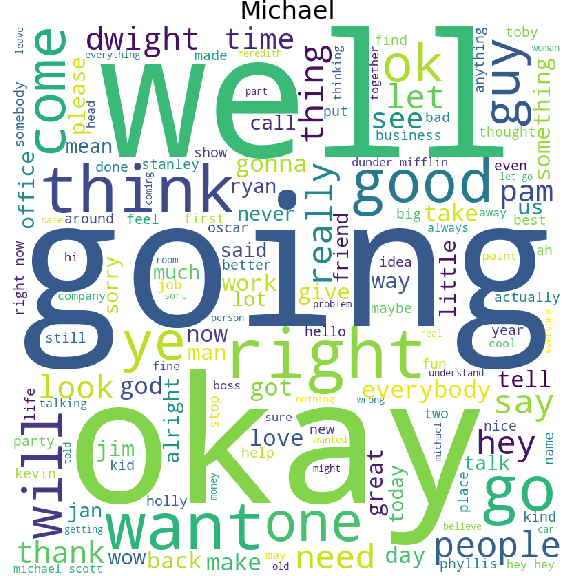 Michael
leave everything made dwight time meredith find toby woman
come well ok guy
somebody please head part let thinking together anything something
mean call thing see put business bad thought
office done stanley show gonna dunder mifflin even let go
think coming ryan really good pam
around feel first never big take away us best
sale oscar friend always
right now hi room said idea way little point ah
going
company sorry much job sort better work lot give maybe actually
still person problem year cool everyone
ye now man hello right real fun
look god fine boss got everybody understand tell
life talking alright stop nothing wrong say
will okay
party jim kid sure love new wanted help two nice hey
kevin told great michael name
jan money holly might today place talk go kind
want one need people
thank getting wow back make may old day believe car
michael scott phyllis hey hey